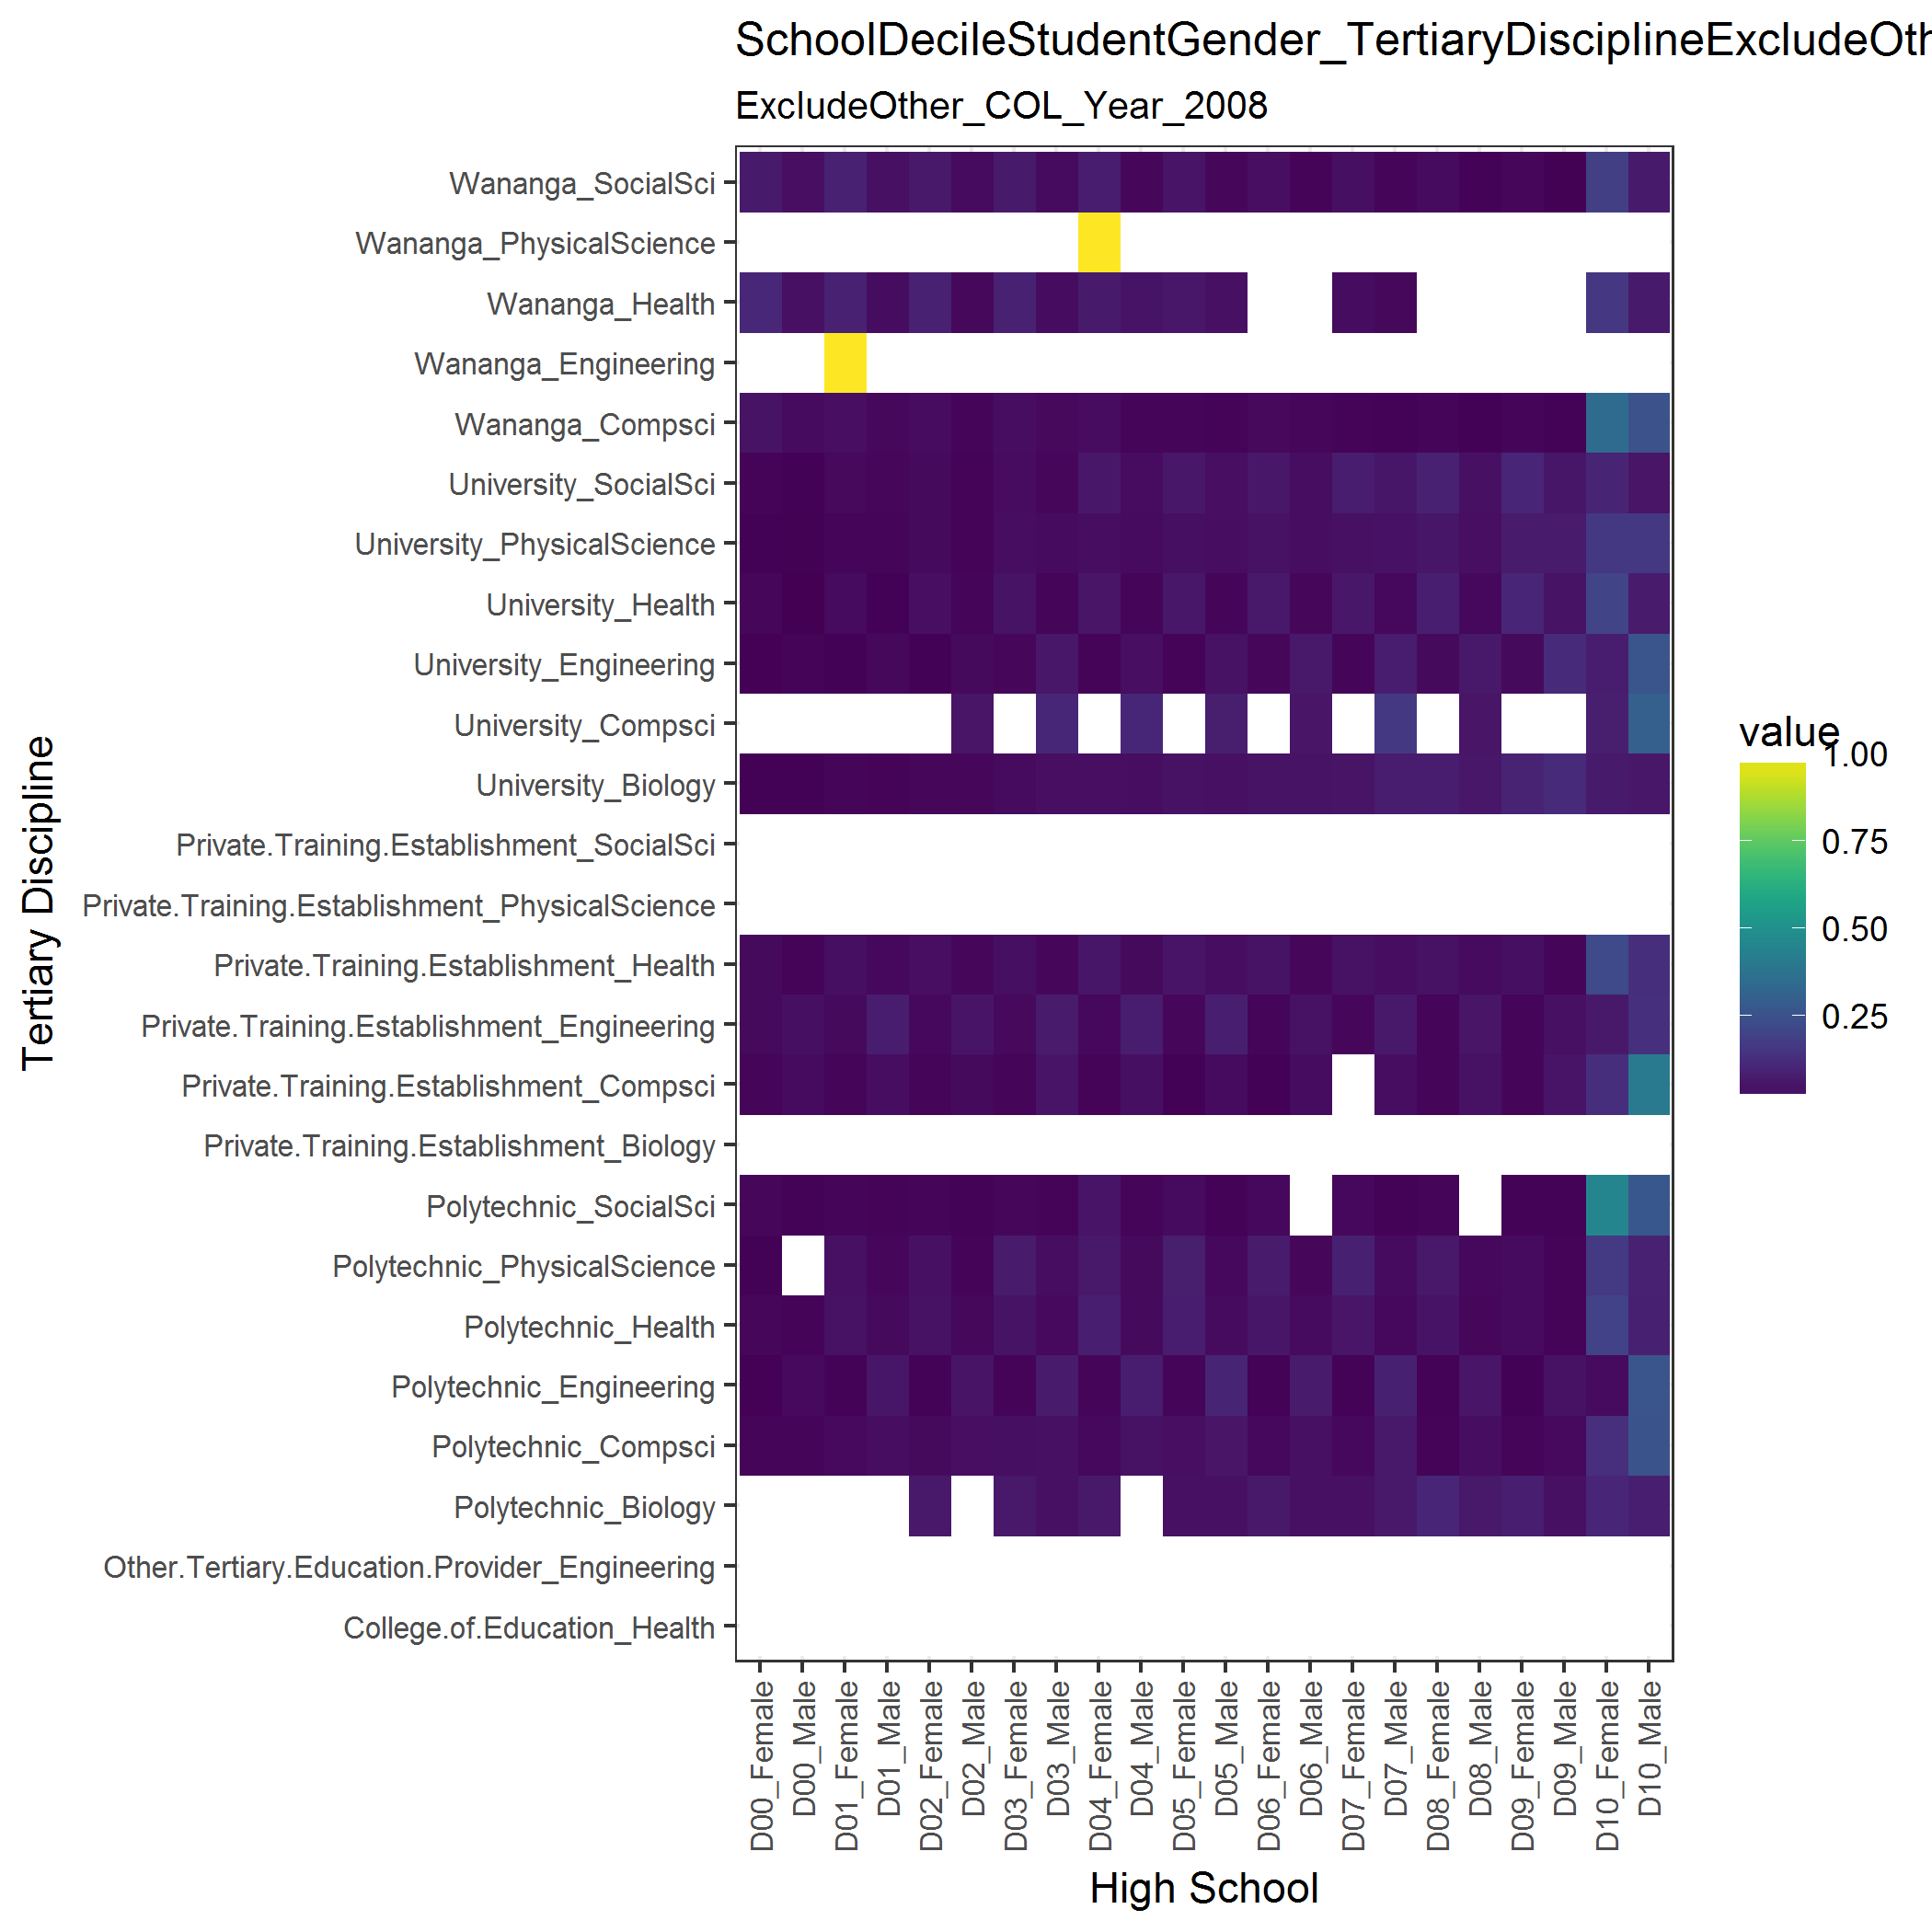 SchoolDecileStudentGender_TertiaryDisciplineExcludeOth
ExcludeOther_COL_Year_2008
Tertiary Discipline
Wananga_SocialSci
Wananga_PhysicalScience
Wananga_Health
Wananga_Engineering
Wananga_Compsci
University_SocialSci
University_PhysicalScience
University_Health
University_Engineering
University_Compsci
University_Biology
Private.Training.Establishment_SocialSci
Private.Training.Establishment_PhysicalScience
Private.Training.Establishment_Health
Private.Training.Establishment_Engineering
Private.Training.Establishment_Compsci
Private.Training.Establishment_Biology
Polytechnic_SocialSci
Polytechnic_PhysicalScience
Polytechnic_Health
Polytechnic_Engineering
Polytechnic_Compsci
Polytechnic_Biology
Other.Tertiary.Education.Provider_Engineering
College.of.Education_Health
D00_Female
D00_Male
D01_Female
D01_Male
D02_Female
D02_Male
D03_Female
D03_Male
D04_Female
D04_Male
D05_Female
D05_Male
D06_Female
D06_Male
D07_Female
D07_Male
D08_Female
D08_Male
D09_Female
D09_Male
D10_Female
D10_Male
High School
value
1.00
0.75
0.50
0.25